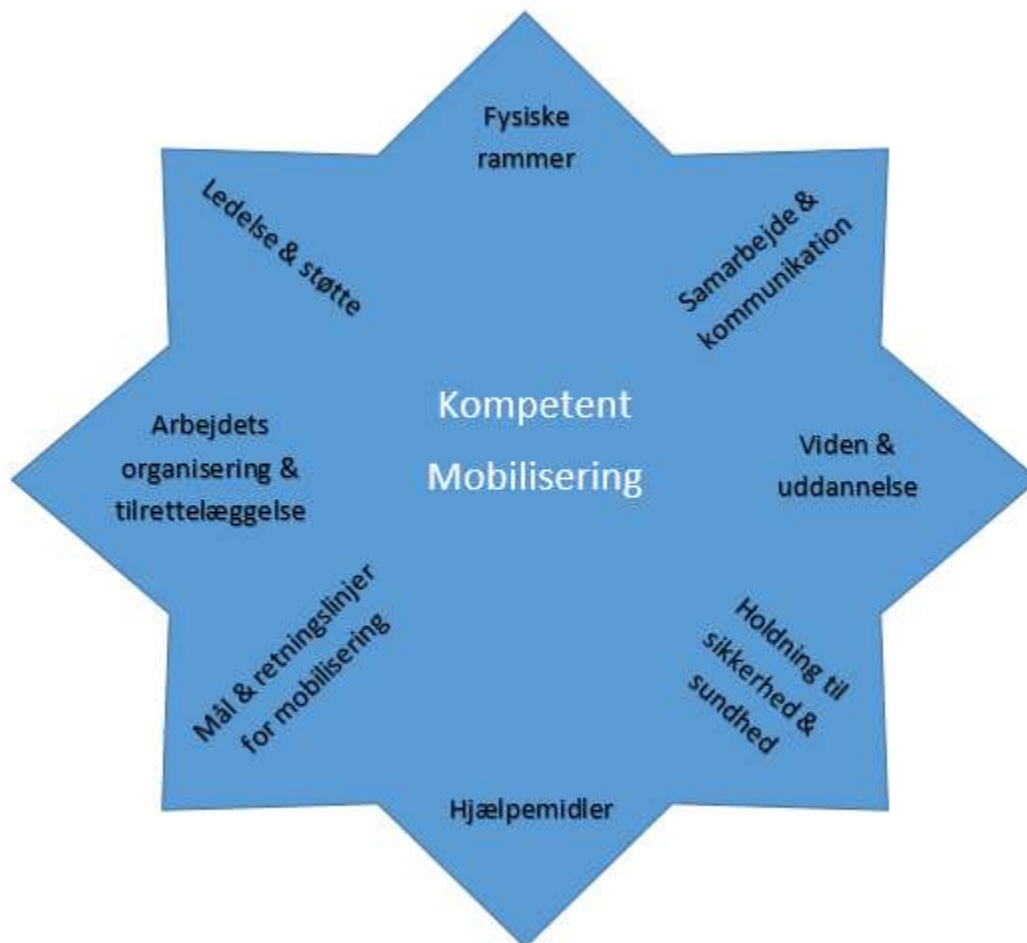 Fysiske
rammer
Samarbejde &
kommunikation
Viden &
uddannelse
Holdning til
sikkerhed &
sundhed
Hjælpemidler
Mål & retningslinjer
for mobilisering
Arbejdets
organisering &
tilrettelæggelse
Ledelse & støtte
Kompetent
Mobilisering